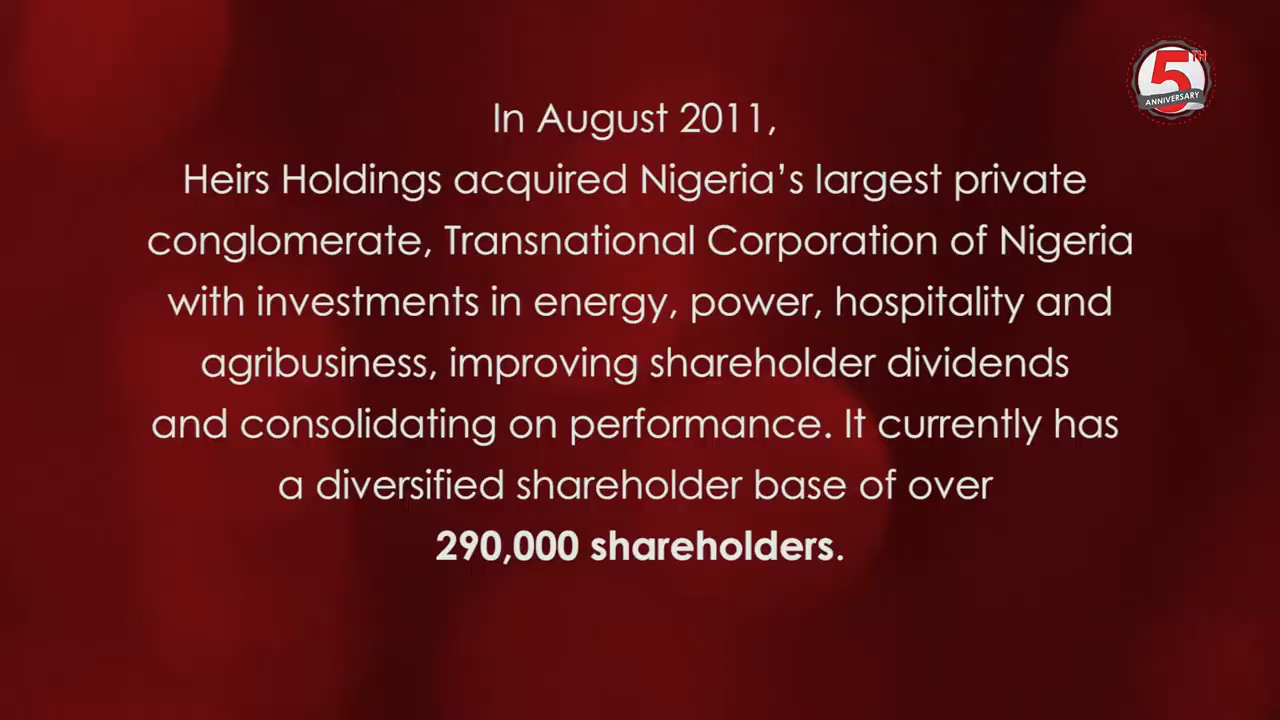 5TH
ANNIVERSARY
In August 2011,
Heirs Holdings acquired Nigeria’s largest private
conglomerate, Transnational Corporation of Nigeria
with investments in energy, power, hospitality and
agribusiness, improving shareholder dividends
and consolidating on performance. It currently has
a diversified shareholder base of over
290,000 shareholders.